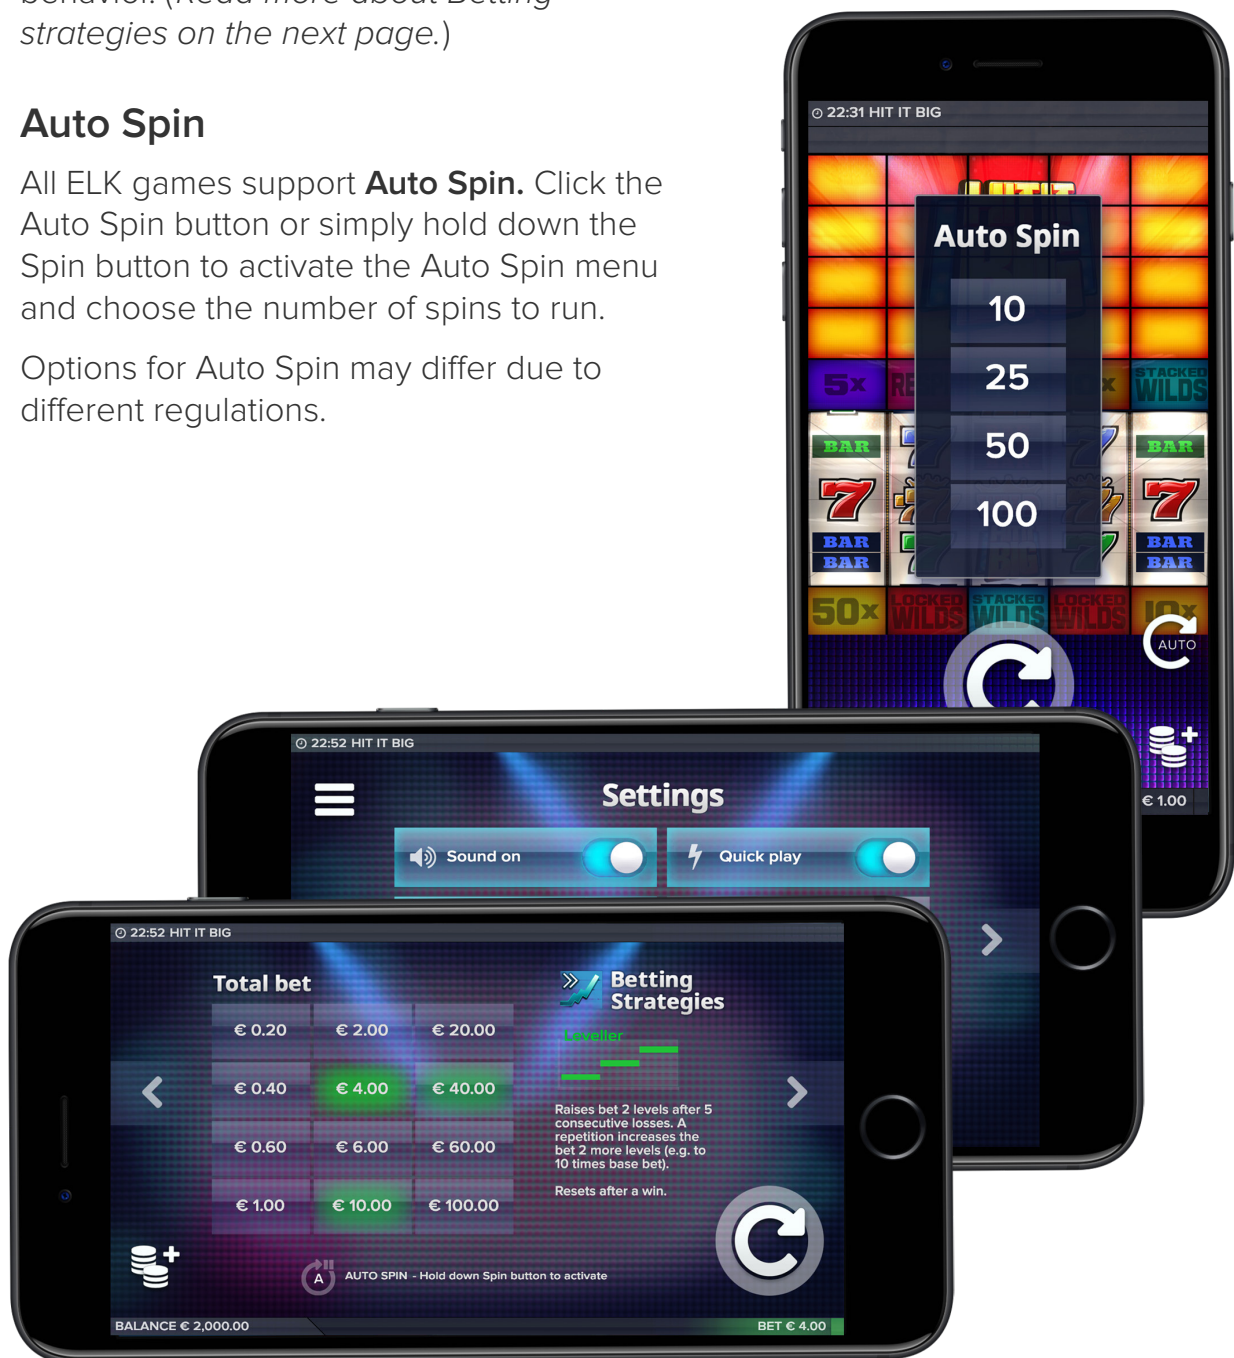 behavior. (Read more about Betting
strategies on the next page.)
Auto Spin
All ELK games support Auto Spin. Click the
Auto Spin button or simply hold down the
Spin button to activate the Auto Spin menu
and choose the number of spins to run.
Options for Auto Spin may differ due to
different regulations.
22:31 HIT IT BIG
Auto Spin
10
25
50
100
5x
STACKED
WILDS
BAR
BAR
7
7
BAR
BAR
BAR
BAR
50x
LOCKED
WILDS
STACKED
WILDS
LOCKED
WILDS
10x
AUTO
€ 1.00
22:52 HIT IT BIG
Settings
Sound on
Quick play
22:52 HIT IT BIG
Total bet
€ 0.20 € 2.00 € 20.00
€ 0.40 € 4.00 € 40.00
€ 0.60 € 6.00 € 60.00
€ 1.00 € 10.00 € 100.00
Betting
Strategies
Leveller
Raises bet 2 levels after 5
consecutive losses. A
repetition increases the
bet 2 more levels (e.g. to
10 times base bet).
Resets after a win.
A
AUTO SPIN - Hold down Spin button to activate
BALANCE € 2,000.00
BET € 4.00